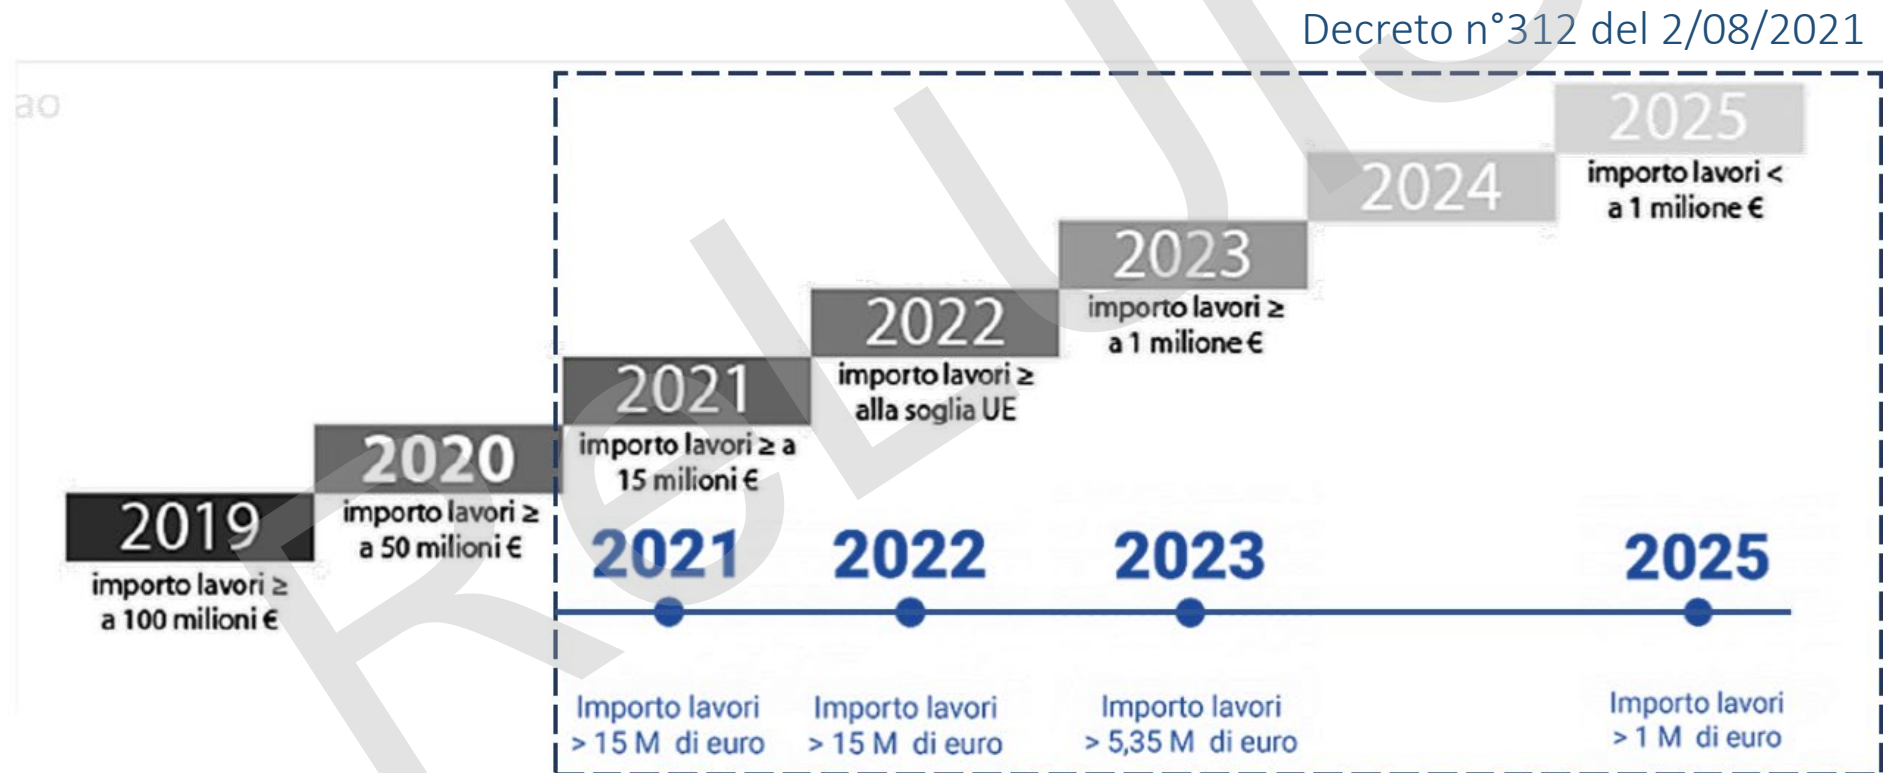 Decreto n°312 del 2/08/2021
ao
2019
importo lavori ≥
a 100 milioni €
2020
importo lavori ≥
a 50 milioni €
2021
importo lavori ≥ a
15 milioni €
2022
importo lavori ≥
alla soglia UE
2023
importo lavori ≥
a 1 milione €
2024
2025
importo lavori <
a 1 milione €
2021
Importo lavori
> 15 M di euro
2022
Importo lavori
> 15 M di euro
2023
Importo lavori
> 5,35 M di euro
2025
Importo lavori
> 1 M di euro
ReLUIS